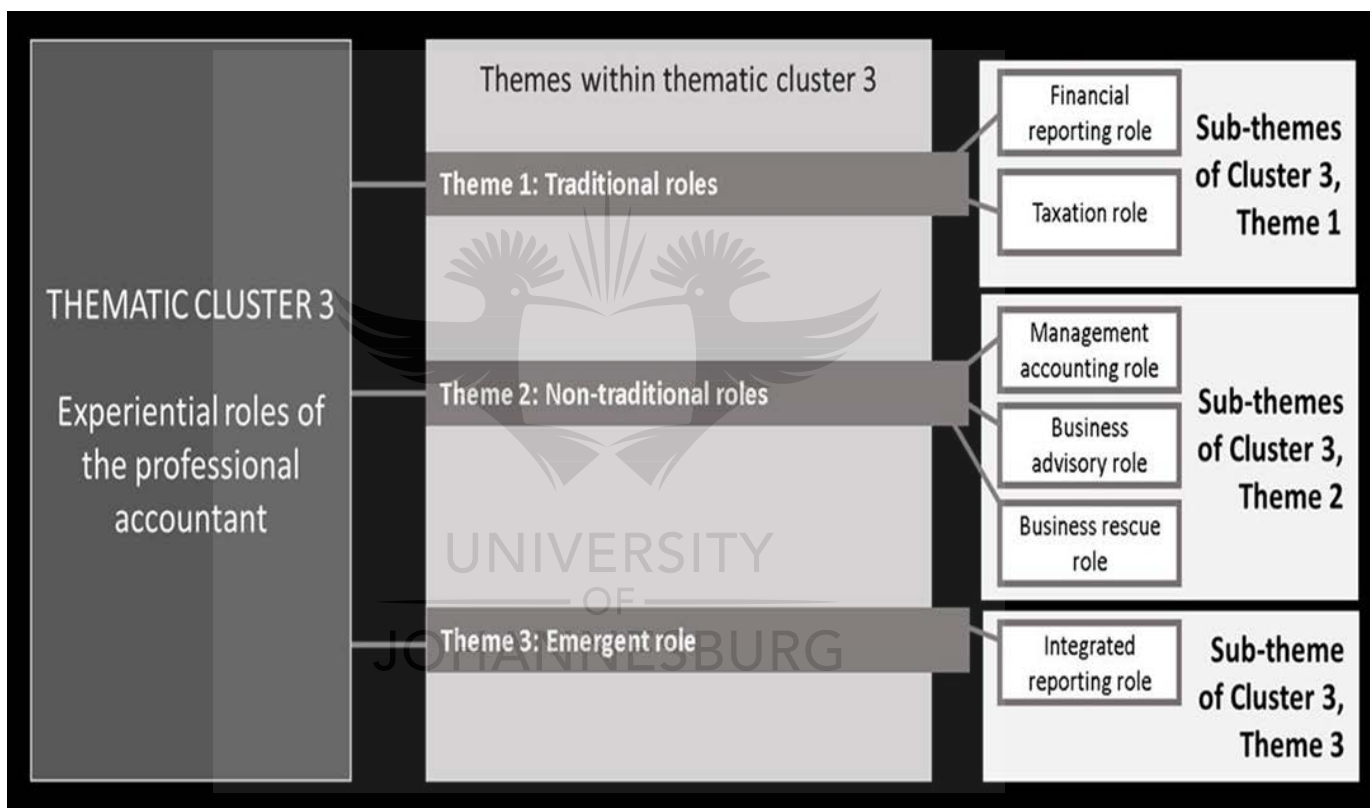 THEMATIC CLUSTER 3
Experiential roles of
the professional
accountant
Themes within thematic cluster 3
Theme 1: Traditional roles
Financial
reporting role
Taxation role
Sub-themes
of Cluster 3,
Theme 1
Theme 2: Non-traditional roles
Management
accounting role
Business
advisory role
Business rescue
role
Sub-themes
of Cluster 3,
Theme 2
Theme 3: Emergent role
Integrated
reporting role
Sub-theme
of Cluster 3,
Theme 3
UNIVERSITY
OF
JOHANNESBURG